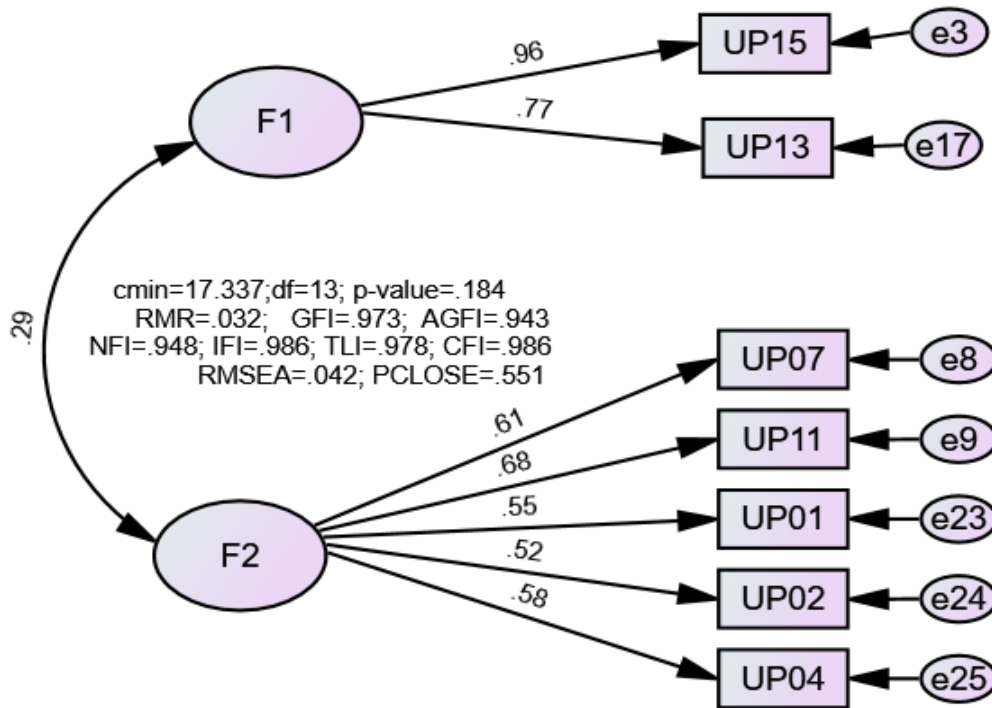 UP15
e3
.96
F1
.77
UP13
e17
cmin=17.337;df=13; p-value=.184
RMR=.032; GFI=.973; AGFI=.943
NFI=.948; IFI=.986; TLI=.978; CFI=.986
RMSEA=.042; PCLOSE=.551
.29
UP07
e8
.61
UP11
e9
.68
UP01
e23
.55
F2
.52
UP02
e24
.58
UP04
e25